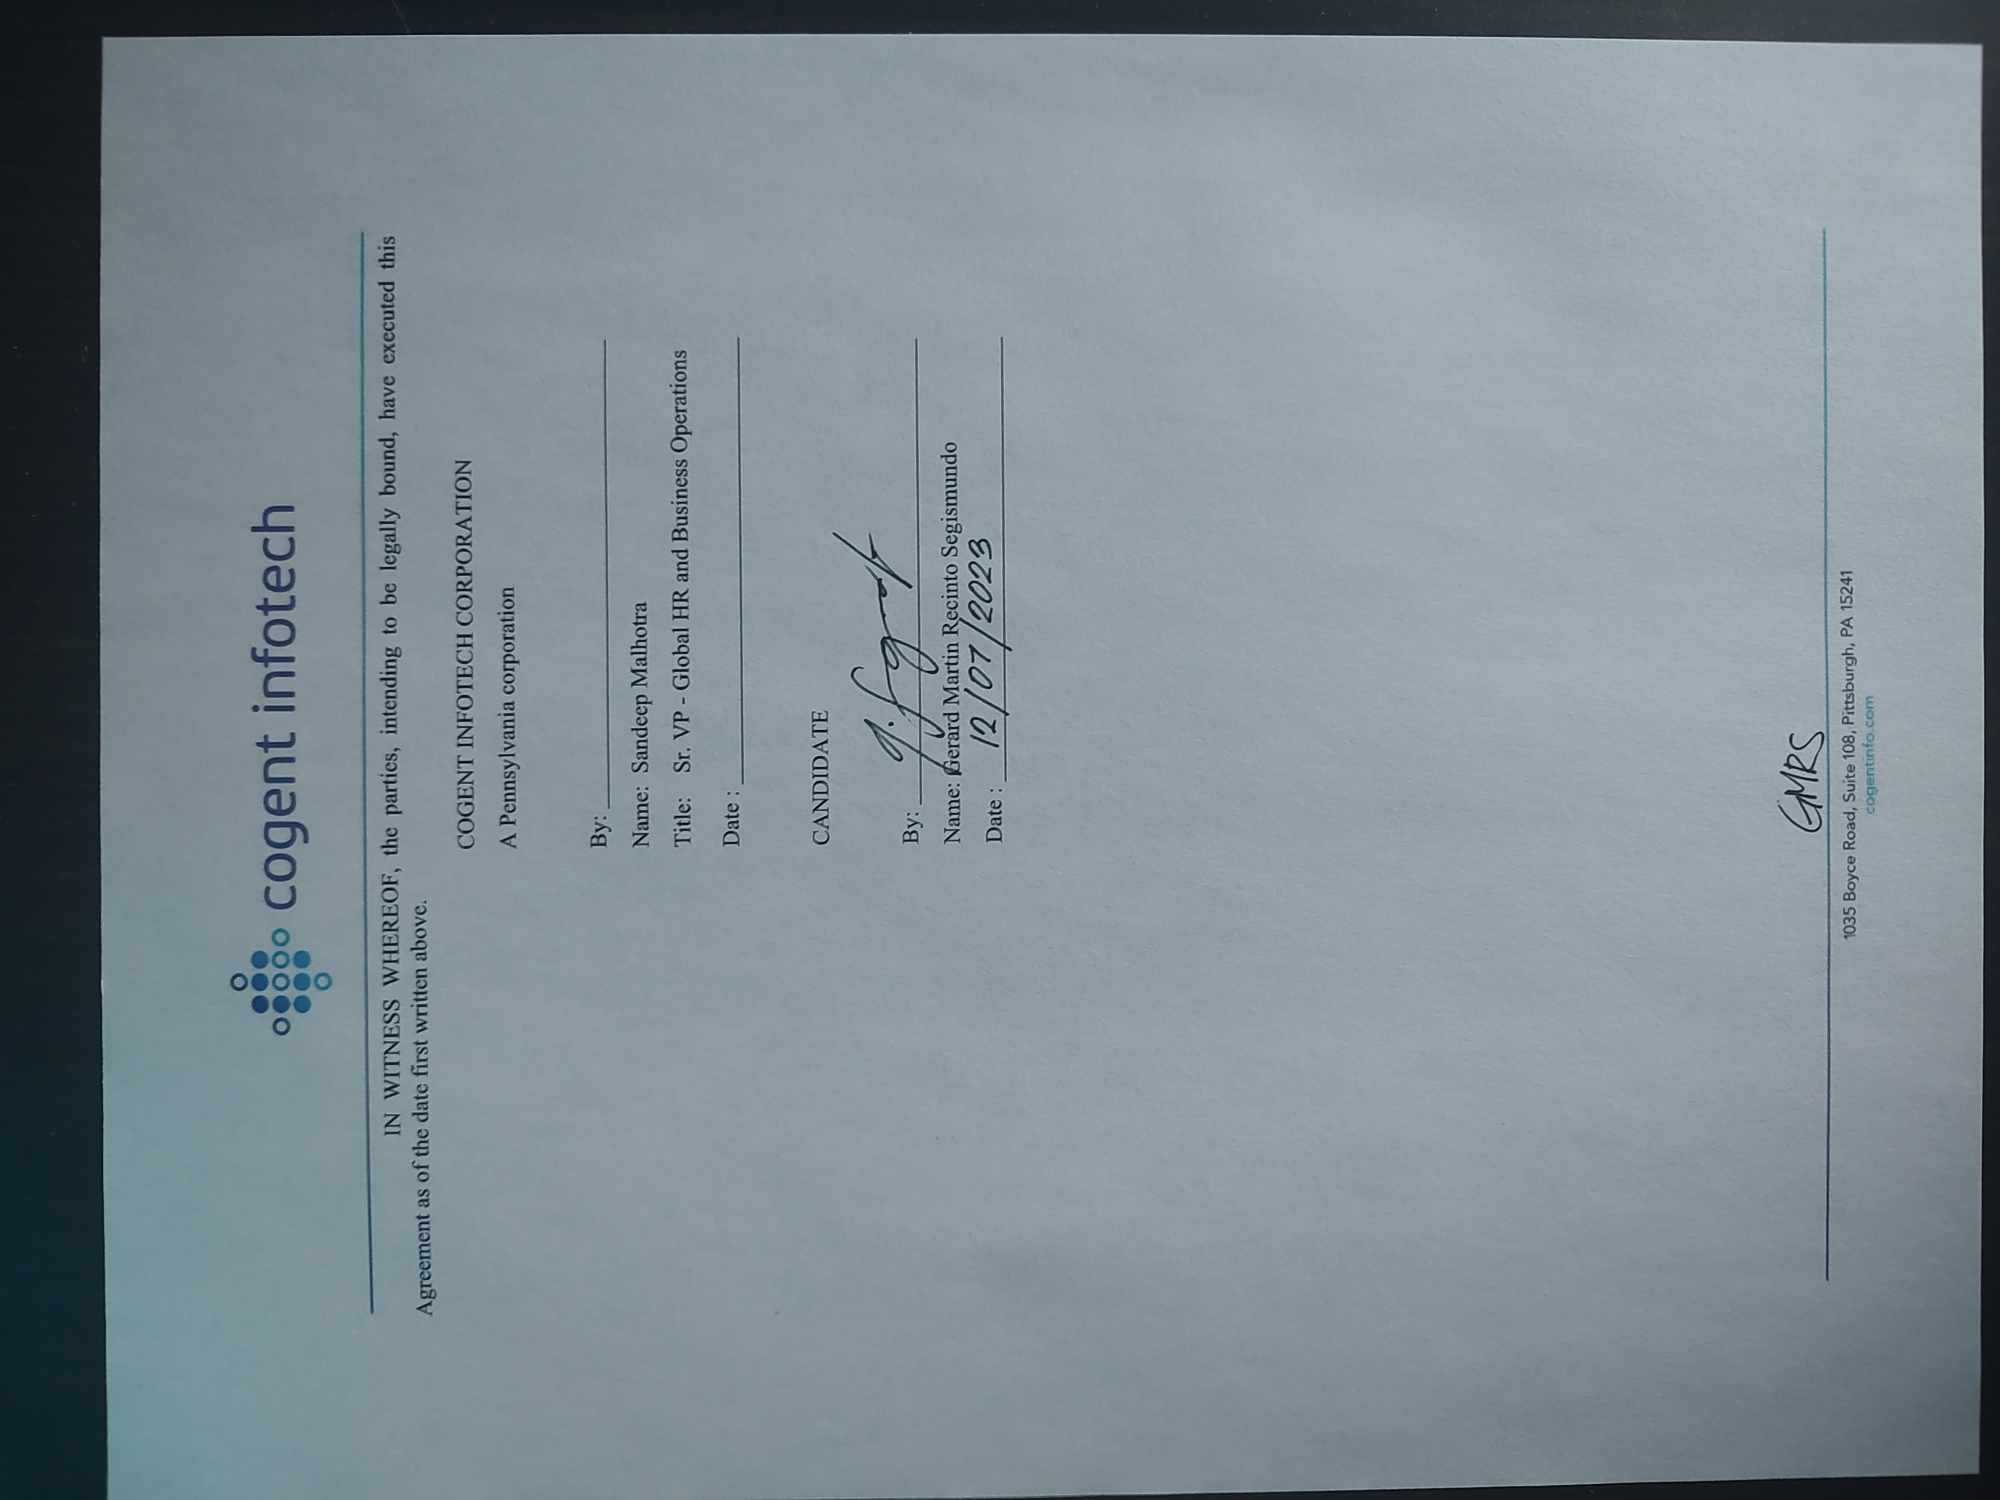 cogent infotech
IN WITNESS WHEREOF, the parties, intending to be legally bound, have executed this
Agreement as of the date first written above.
COGENT INFOTECH CORPORATION
A Pennsylvania corporation
By:
Name: Sandeep Malhotra
Title: Sr. VP - Global HR and Business Operations
Date :
CANDIDATE
By:
Name: Gerard Martin Recinto Segismundo
Date : 12/07/2023
GMRS
1035 Boyce Road, Suite 108, Pittsburgh, PA 15241
cogentinfo.com